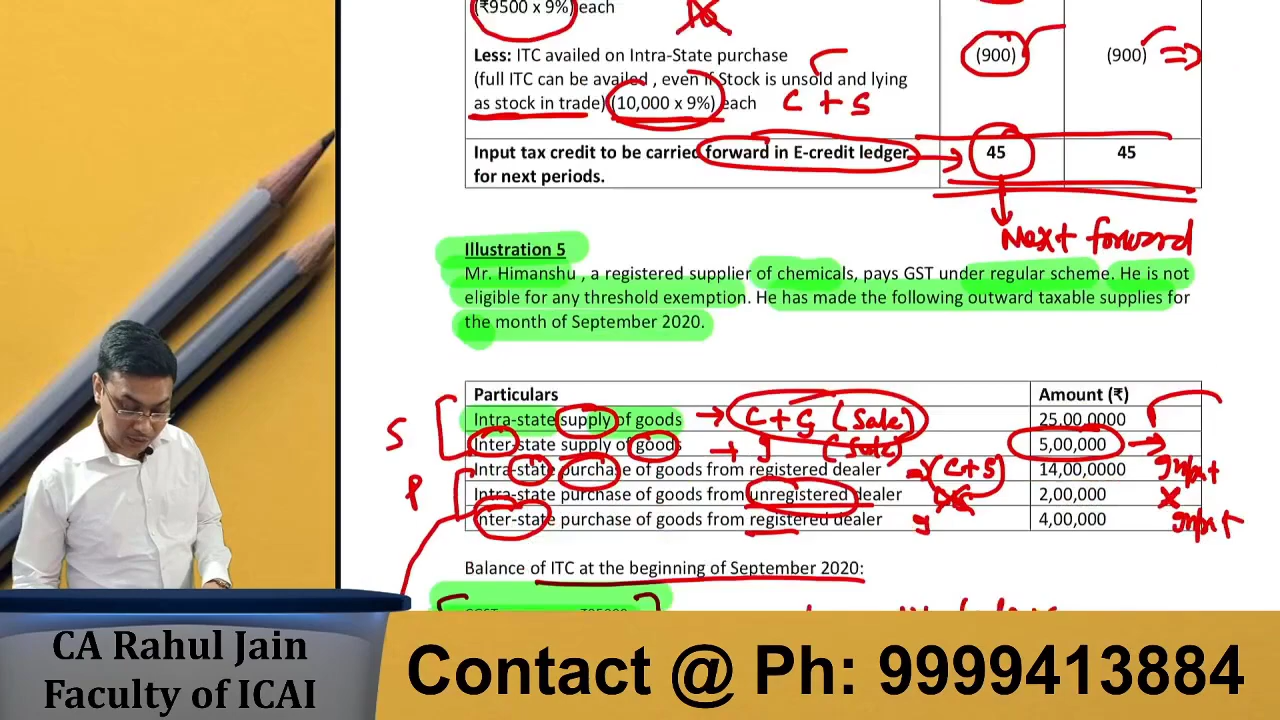 (₹9500 x 9%) each
Less: ITC availed on Intra-State purchase
(full ITC can be availed , even if Stock is unsold and lying
as stock in trade) (10,000 x 9%) each
C + S
(900)
(900)
Input tax credit to be carried forward in E-credit ledger
for next periods.
45
45
Next forward
Illustration 5
Mr. Himanshu , a registered supplier of chemicals, pays GST under regular scheme. He is not
eligible for any threshold exemption. He has made the following outward taxable supplies for
the month of September 2020.
Particulars Amount (₹)
Intra-state supply of goods C + S (Sale) 25,00,0000
Inter-state supply of goods (Sale) 5,00,000
Intra-state purchase of goods from registered dealer (C + S) 14,00,0000 Input
Intra-state purchase of goods from unregistered dealer 2,00,000
Inter-state purchase of goods from registered dealer 4,00,000 Input
S
P
Balance of ITC at the beginning of September 2020:
CA Rahul Jain
Faculty of ICAI
Contact @ Ph: 9999413884